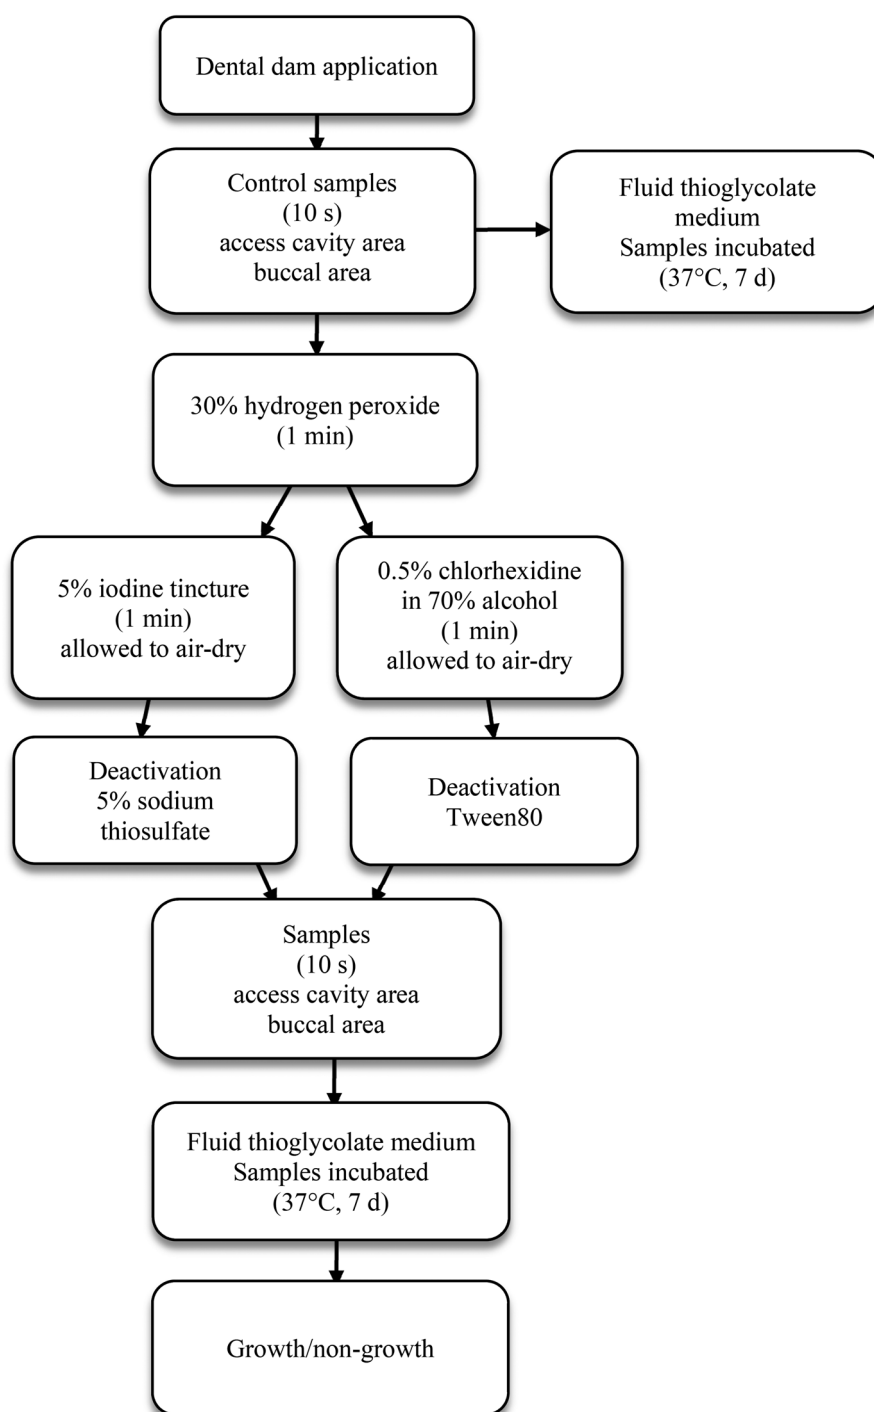 Dental dam application
Control samples
(10 s)
access cavity area
buccal area
Fluid thioglycolate
medium
Samples incubated
(37°C, 7 d)
30% hydrogen peroxide
(1 min)
5% iodine tincture
(1 min)
allowed to air-dry
0.5% chlorhexidine
in 70% alcohol
(1 min)
allowed to air-dry
Deactivation
5% sodium
thiosulfate
Deactivation
Tween80
Samples
(10 s)
access cavity area
buccal area
Fluid thioglycolate medium
Samples incubated
(37°C, 7 d)
Growth/non-growth